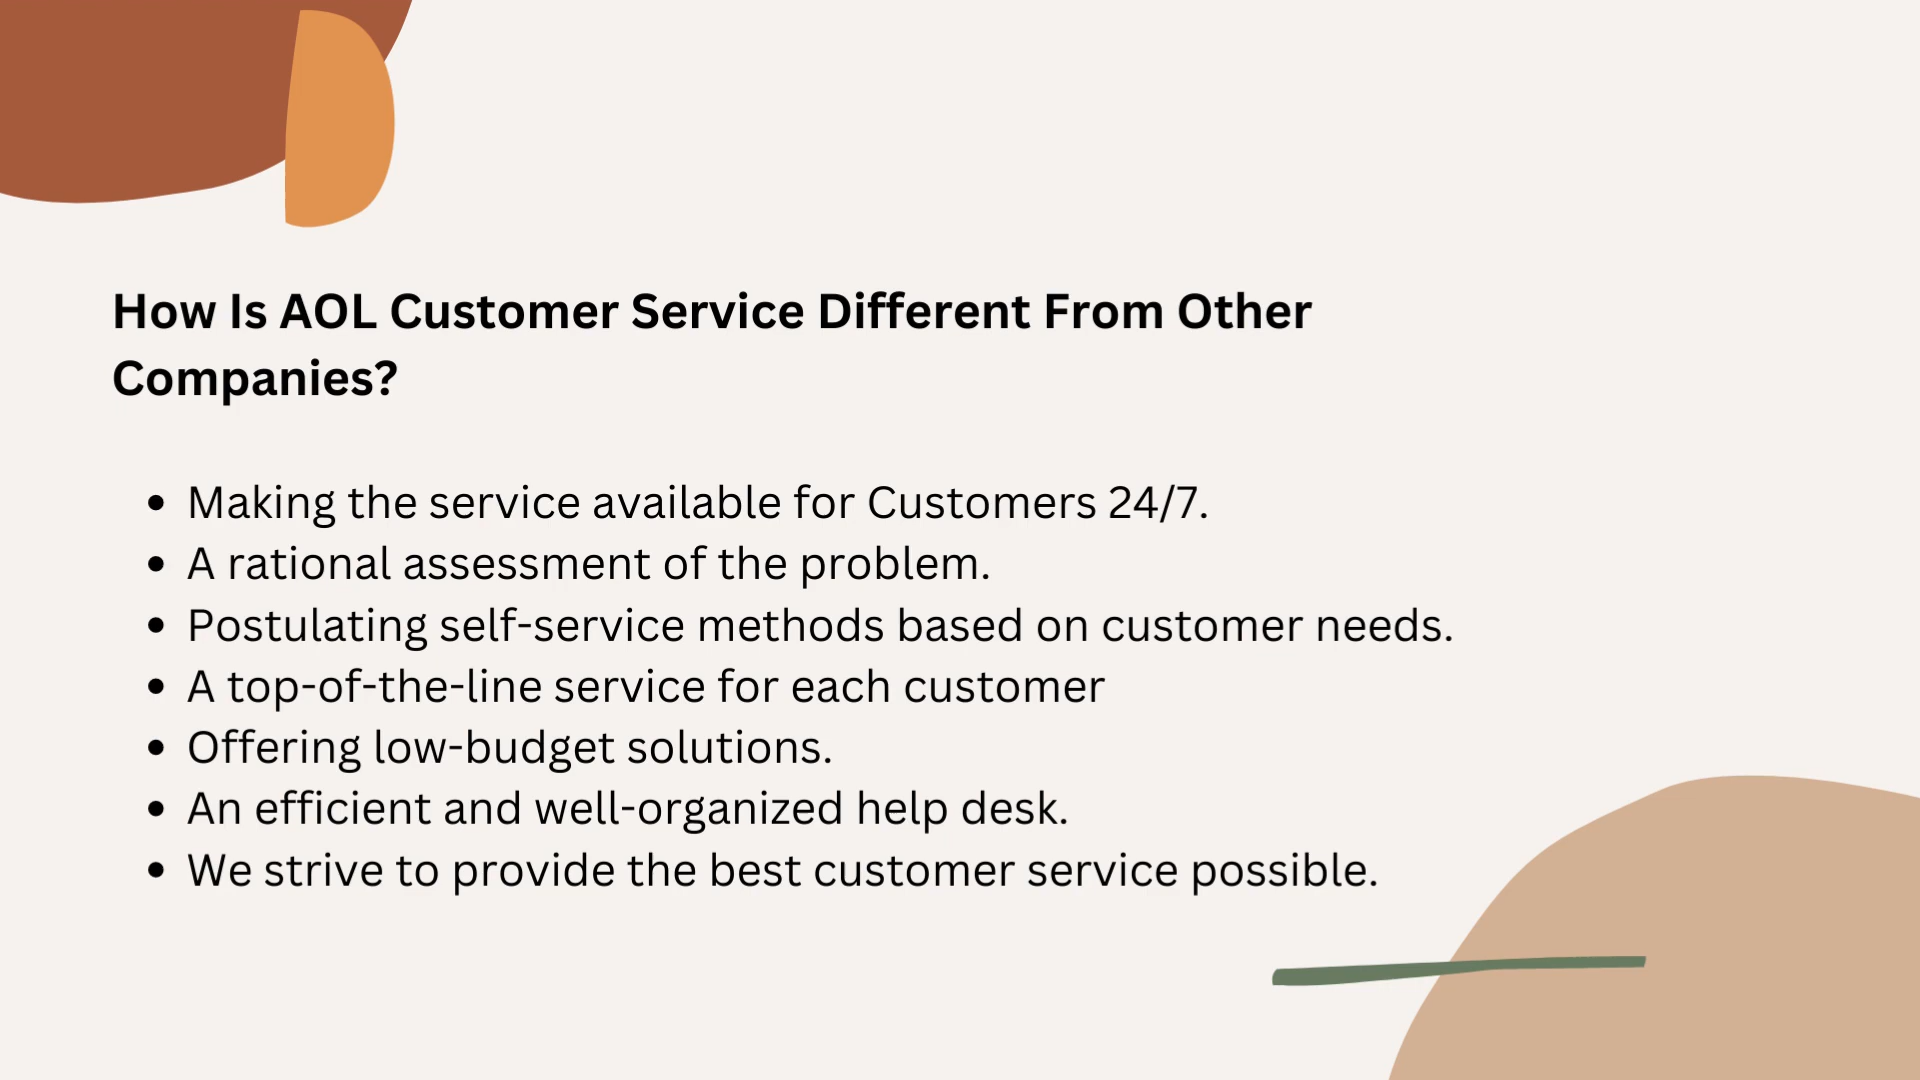 How Is AOL Customer Service Different From Other
Companies?
• Making the service available for Customers 24/7.
• A rational assessment of the problem.
• Postulating self-service methods based on customer needs.
• A top-of-the-line service for each customer
• Offering low-budget solutions.
• An efficient and well-organized help desk.
• We strive to provide the best customer service possible.